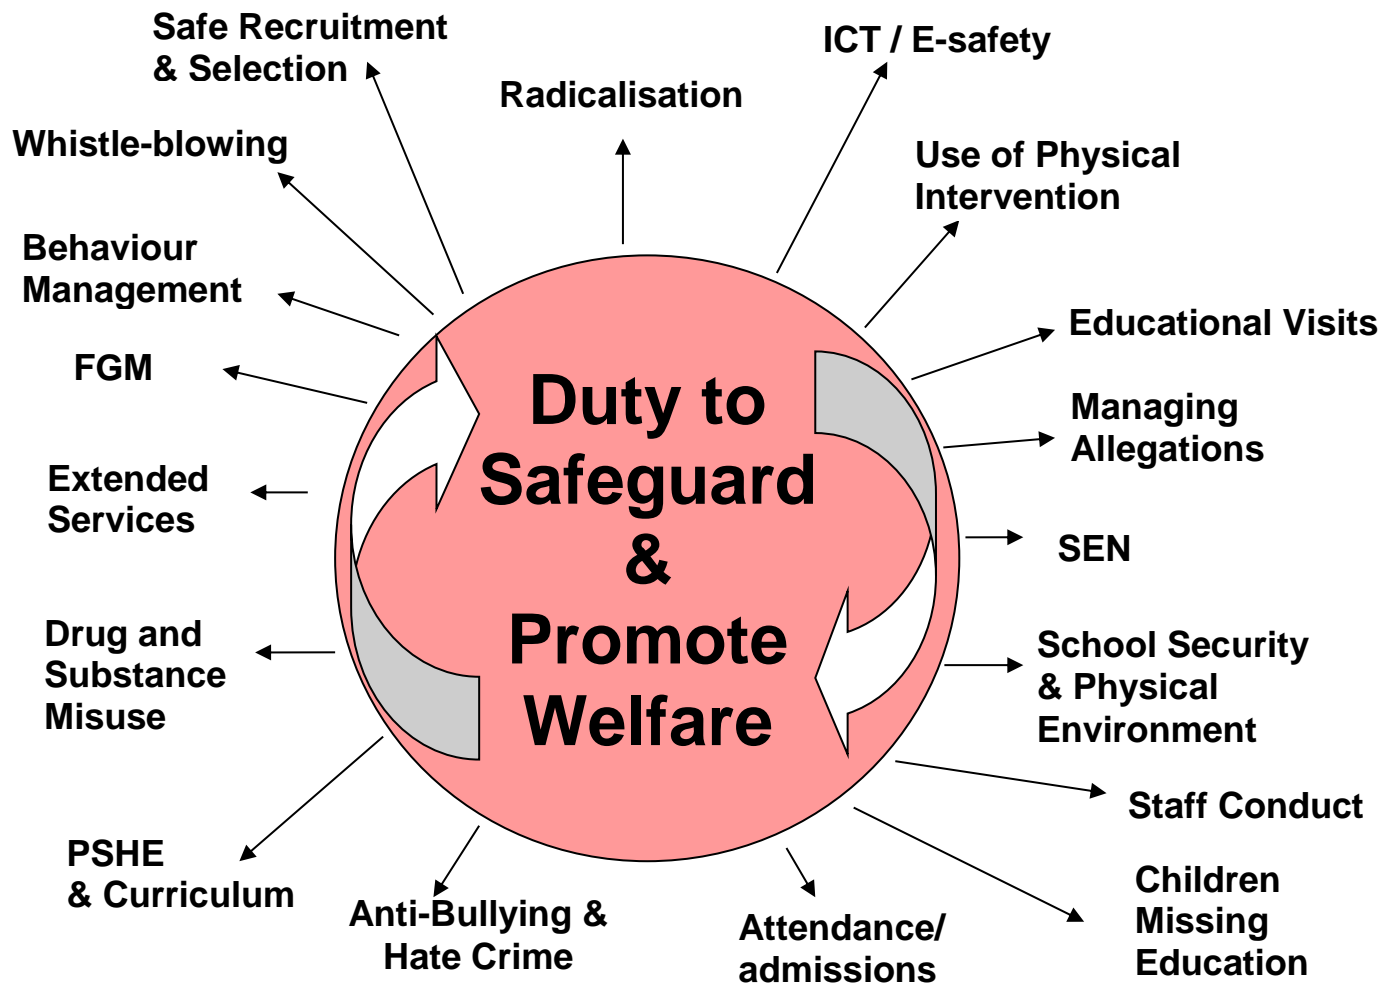 Safe Recruitment
& Selection
ICT / E-safety
Radicalisation
Whistle-blowing
Use of Physical
Intervention
Behaviour
Management
Educational Visits
FGM
Managing
Allegations
Duty to
Safeguard
&
Promote
Welfare
Extended
Services
SEN
Drug and
Substance
Misuse
School Security
& Physical
Environment
Staff Conduct
PSHE
& Curriculum
Anti-Bullying &
Hate Crime
Attendance/
admissions
Children
Missing
Education